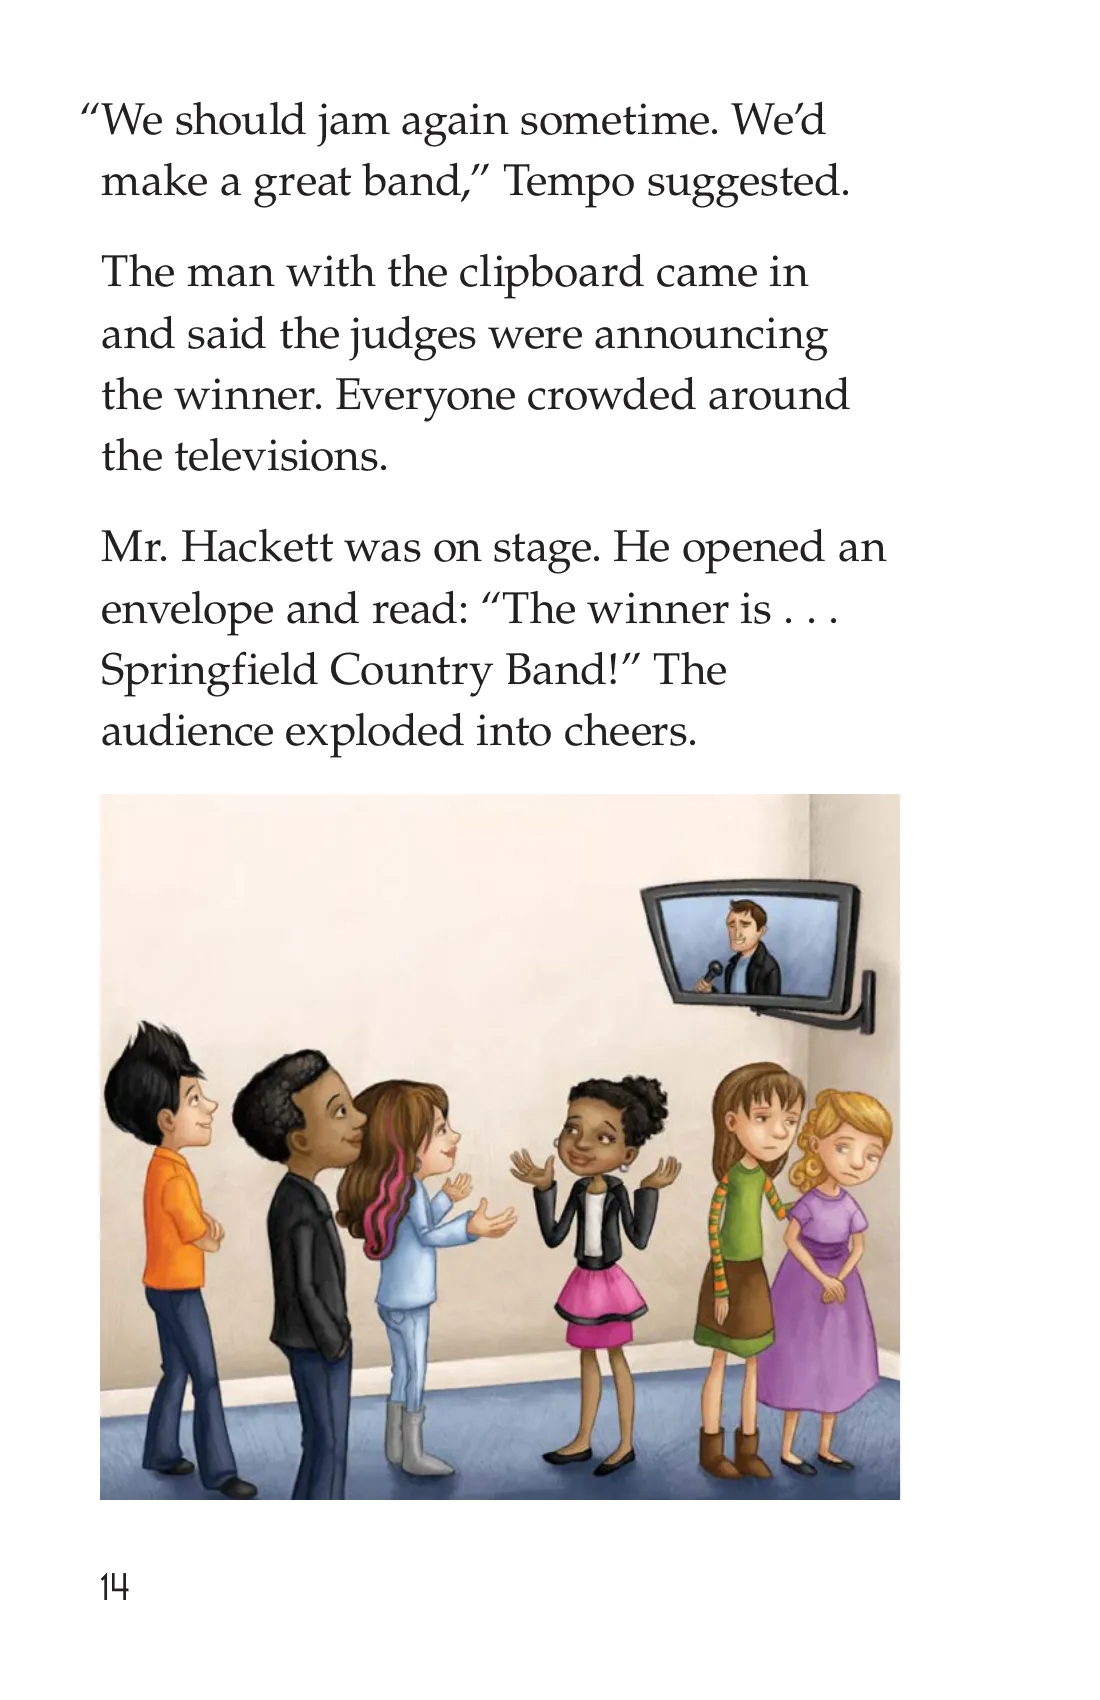 “We should jam again sometime. We’d
make a great band,” Tempo suggested.
The man with the clipboard came in
and said the judges were announcing
the winner. Everyone crowded around
the televisions.
Mr. Hackett was on stage. He opened an
envelope and read: “The winner is . . .
Springfield Country Band!” The
audience exploded into cheers.
14